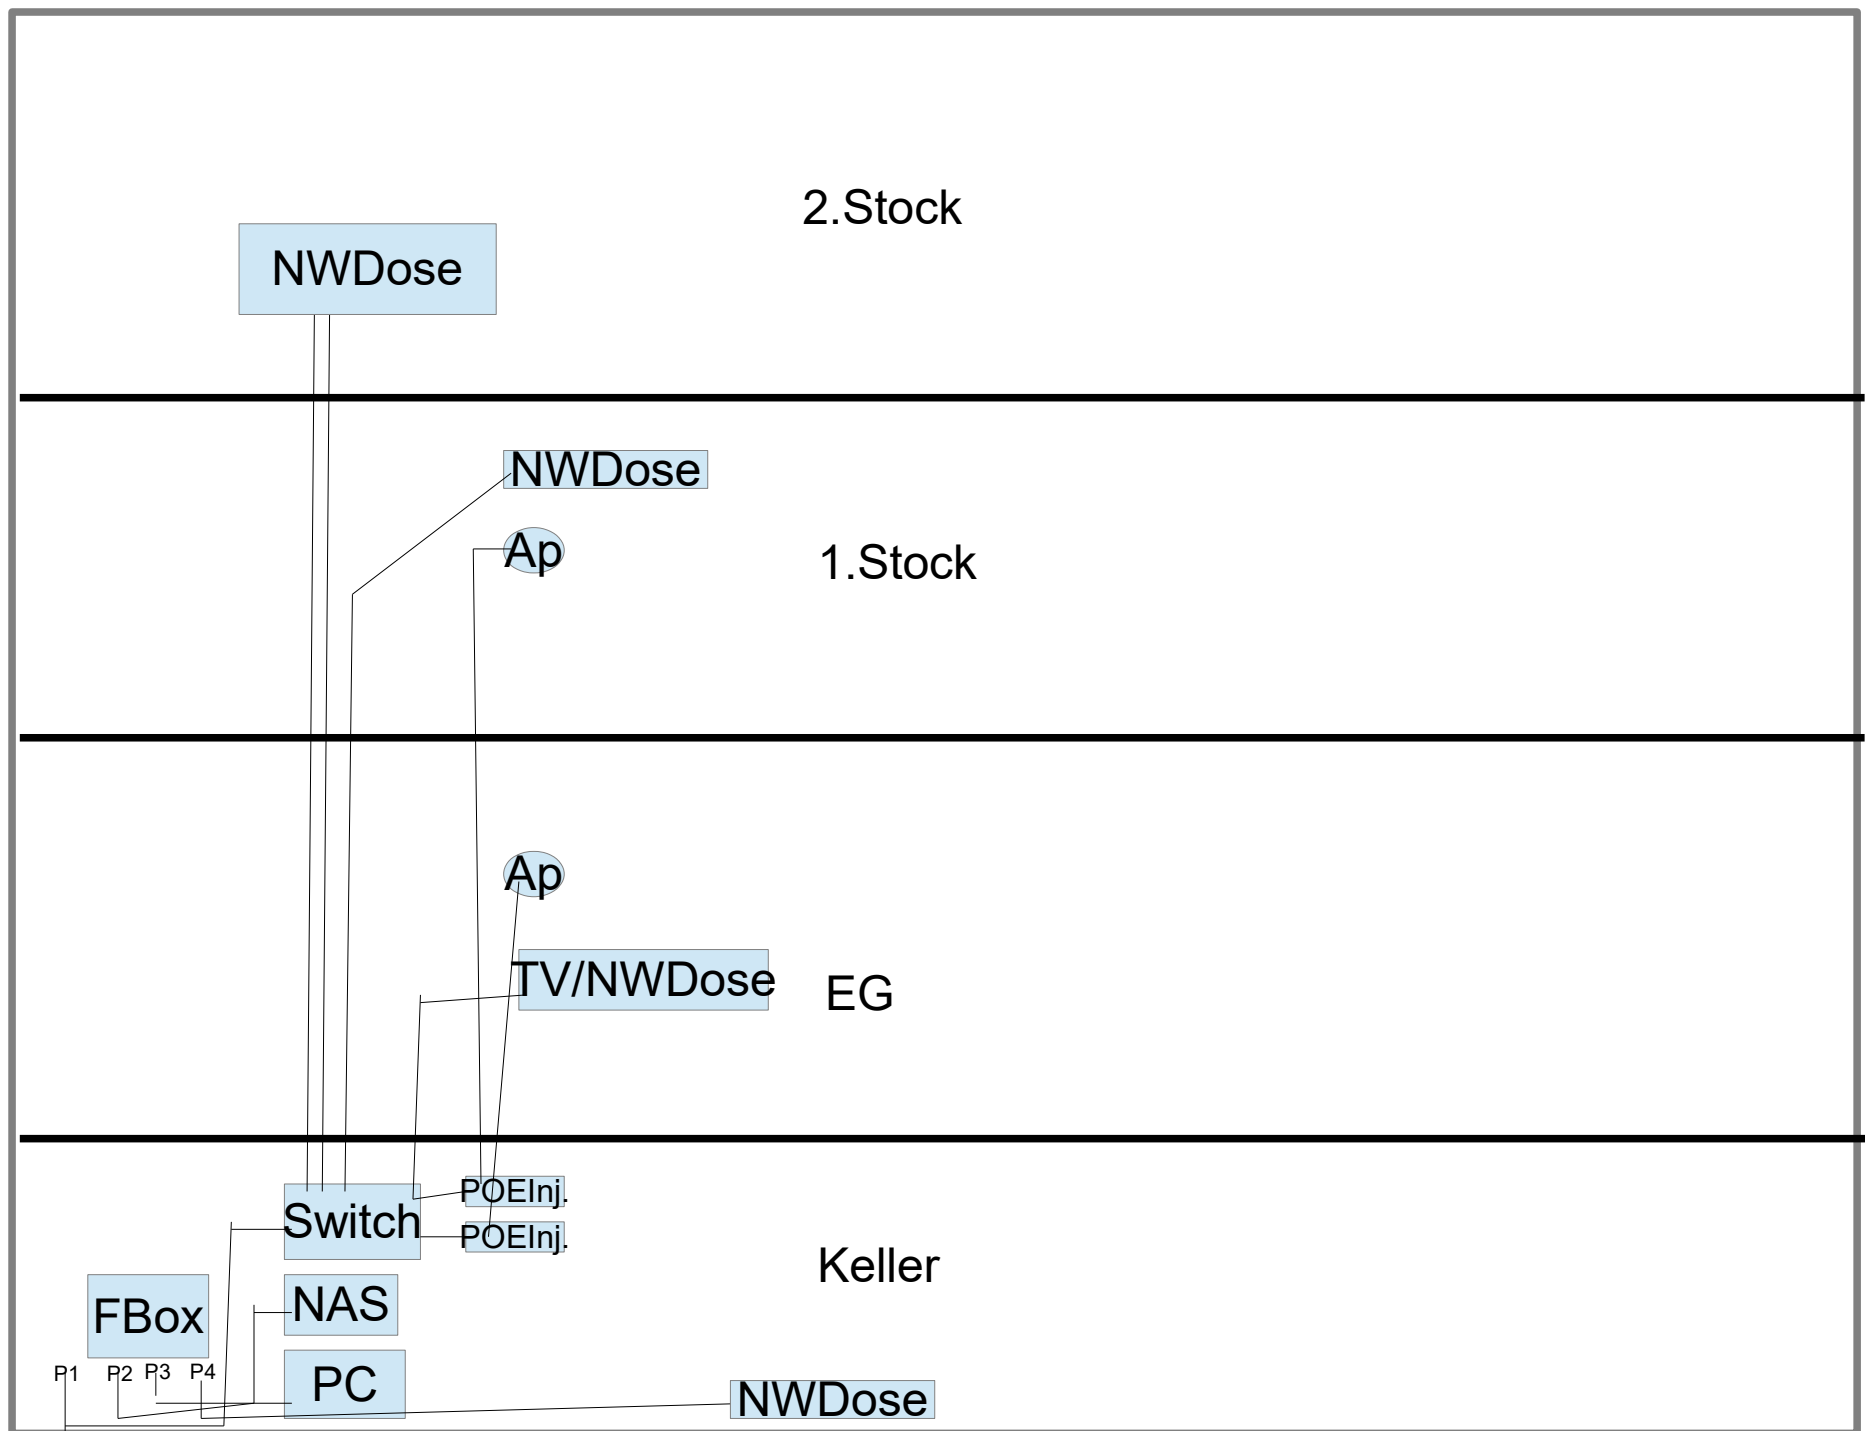 2.Stock
NWDose
NWDose
Ap
1.Stock
Ap
TV/NWDose
EG
POEInj.
Switch
POEInj.
Keller
NAS
FBox
P1 P2 P3 P4
PC
NWDose